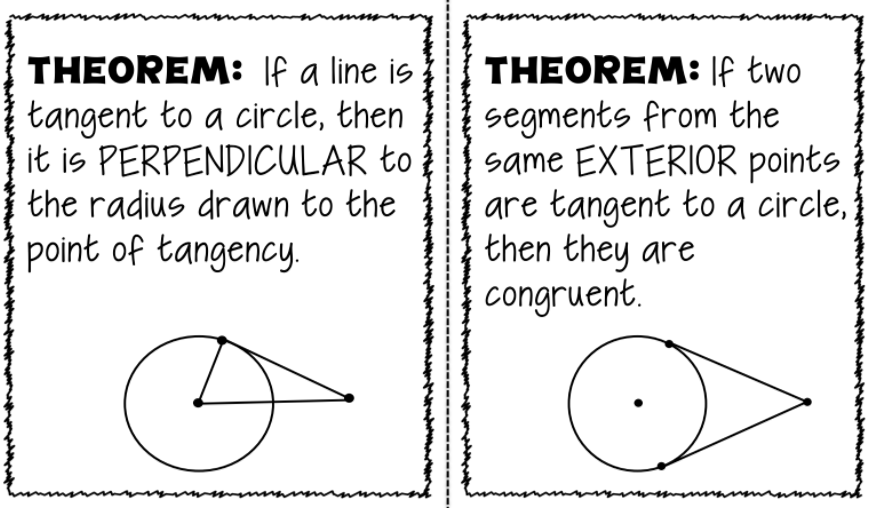 THEOREM: If a line is
tangent to a circle, then
it is PERPENDICULAR to
the radius drawn to the
point of tangency.
THEOREM: If two
segments from the
same EXTERIOR points
are tangent to a circle,
then they are
congruent.